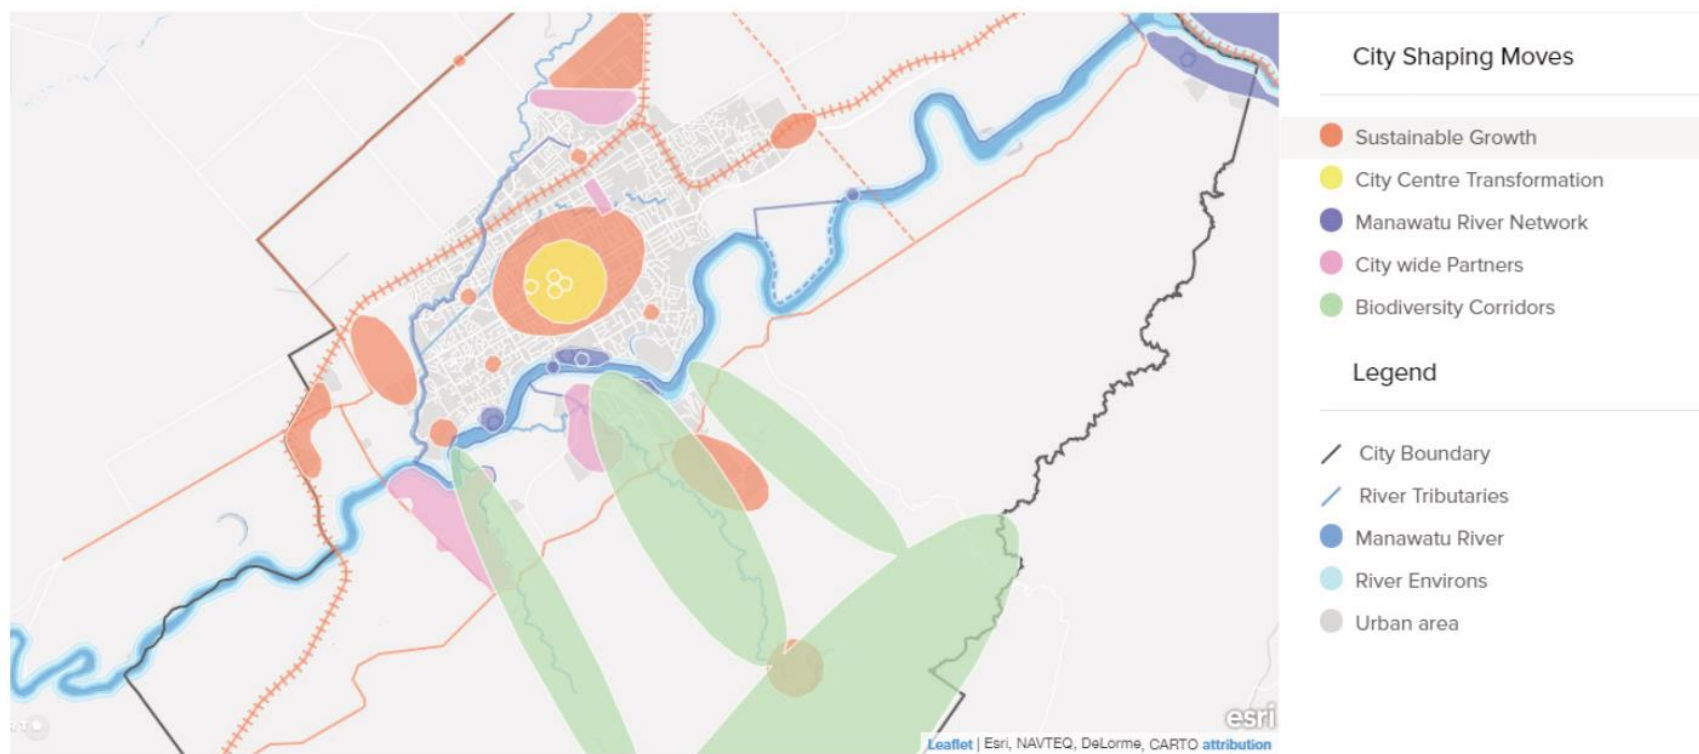 City Shaping Moves
Sustainable Growth
City Centre Transformation
Manawatu River Network
City wide Partners
Biodiversity Corridors
Legend
City Boundary
River Tributaries
Manawatu River
River Environs
Urban area
esri
Leaflet | Esri, NAVTEQ, DeLorme, CARTO attribution